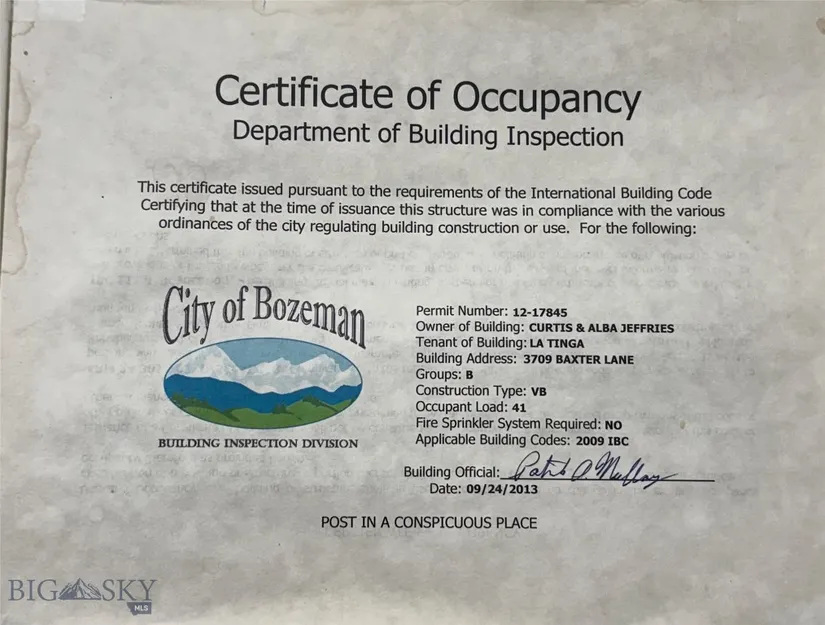 Certificate of Occupancy
Department of Building Inspection
This certificate issued pursuant to the requirements of the International Building Code
Certifying that at the time of issuance this structure was in compliance with the various
ordinances of the city regulating building construction or use. For the following:
City of Bozeman
BUILDING INSPECTION DIVISION
Permit Number: 12-17845
Owner of Building: CURTIS & ALBA JEFFRIES
Tenant of Building: LA TINGA
Building Address: 3709 BAXTER LANE
Groups: B
Construction Type: VB
Occupant Load: 41
Fire Sprinkler System Required: NO
Applicable Building Codes: 2009 IBC
Building Official:
Date: 09/24/2013
POST IN A CONSPICUOUS PLACE
BIG SKY
MLS